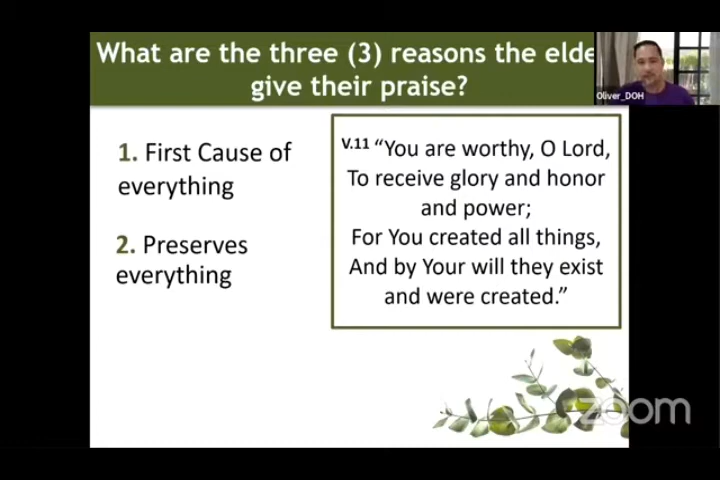 What are the three (3) reasons the elde
give their praise?
Oliver_DOH
1. First Cause of
everything
2. Preserves
everything
V.11 “You are worthy, O Lord,
To receive glory and honor
and power;
For You created all things,
And by Your will they exist
and were created.”
zoom